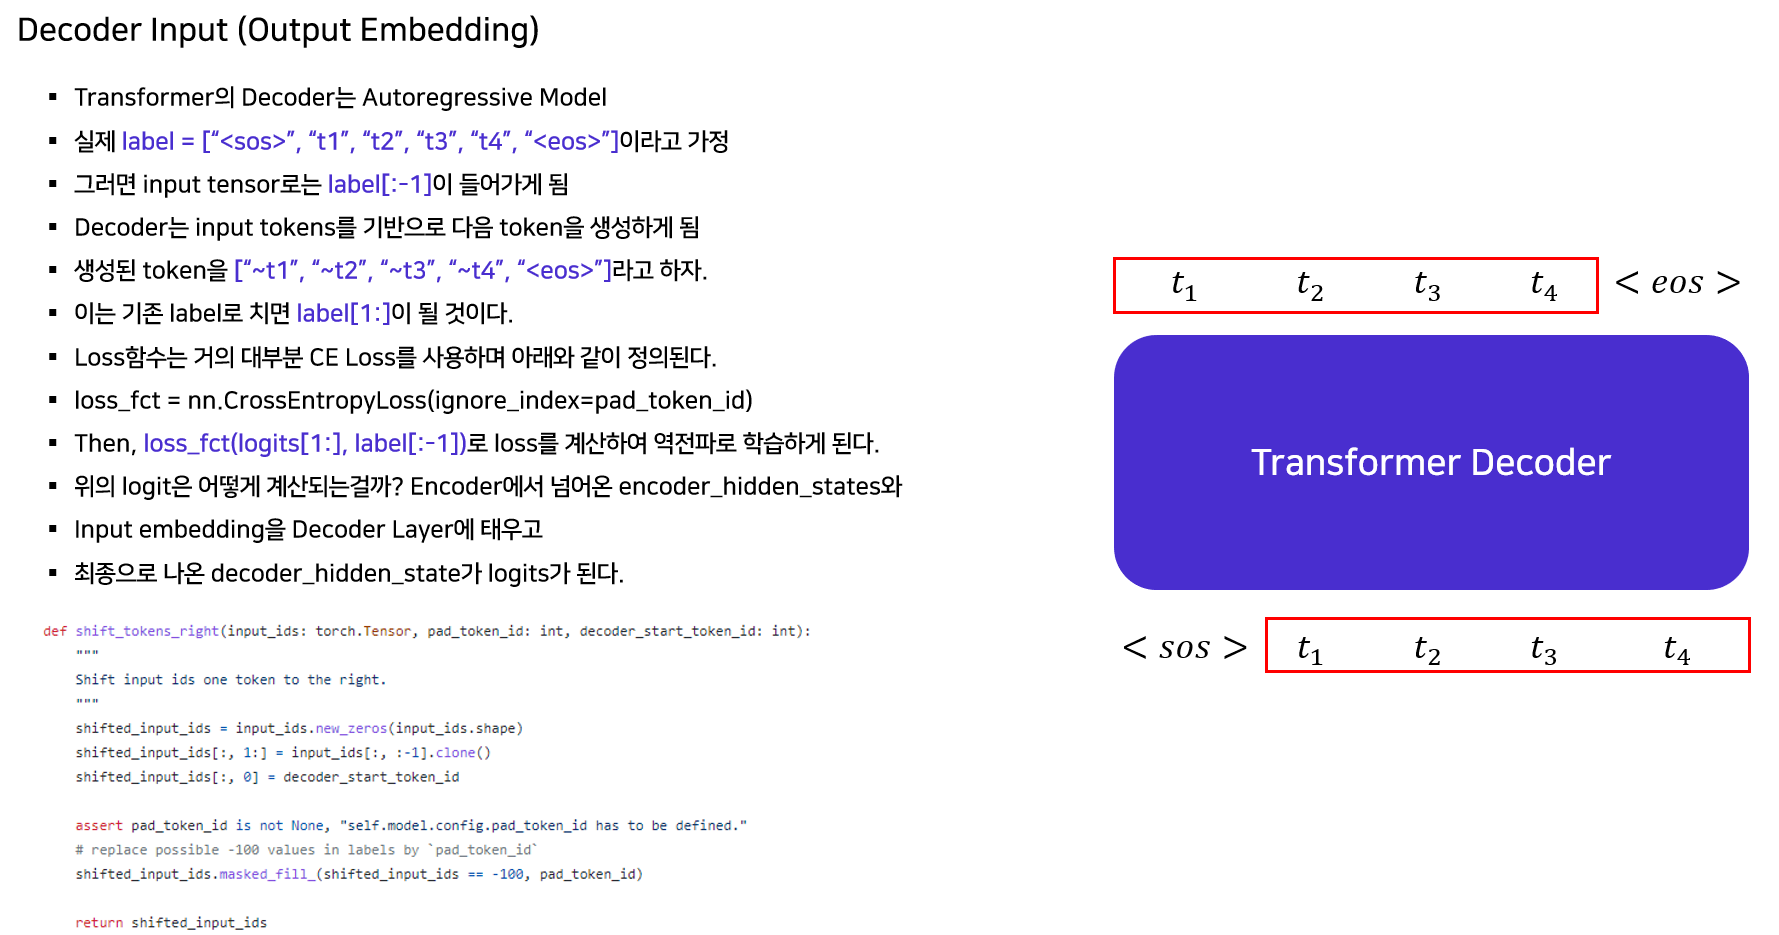 Decoder Input (Output Embedding)
▪ Transformer의 Decoder는 Autoregressive Model
▪ 실제 label = [“<sos>”, “t1”, “t2”, “t3”, “t4”, “<eos>”]이라고 가정
▪ 그러면 input tensor로는 label[:-1]이 들어가게 됨
▪ Decoder는 input tokens를 기반으로 다음 token을 생성하게 됨
▪ 생성된 token을 [“~t1”, “~t2”, “~t3”, “~t4”, “<eos>”]라고 하자.
▪ 이는 기존 label로 치면 label[1:]이 될 것이다.
▪ Loss함수는 거의 대부분 CE Loss를 사용하며 아래와 같이 정의된다.
▪ loss_fct = nn.CrossEntropyLoss(ignore_index=pad_token_id)
▪ Then, loss_fct(logits[1:], label[:-1])로 loss를 계산하여 역전파로 학습하게 된다.
▪ 위의 logit은 어떻게 계산되는걸까? Encoder에서 넘어온 encoder_hidden_states와
▪ Input embedding을 Decoder Layer에 태우고
▪ 최종으로 나온 decoder_hidden_state가 logits가 된다.
def shift_tokens_right(input_ids: torch.Tensor, pad_token_id: int, decoder_start_token_id: int):
"""
Shift input ids one token to the right.
"""
shifted_input_ids = input_ids.new_zeros(input_ids.shape)
shifted_input_ids[:, 1:] = input_ids[:, :-1].clone()
shifted_input_ids[:, 0] = decoder_start_token_id
assert pad_token_id is not None, "self.model.config.pad_token_id has to be defined."
# replace possible -100 values in labels by `pad_token_id`
shifted_input_ids.masked_fill_(shifted_input_ids == -100, pad_token_id)
return shifted_input_ids
t1 t2 t3 t4 < eos >
Transformer Decoder
< sos > t1 t2 t3 t4